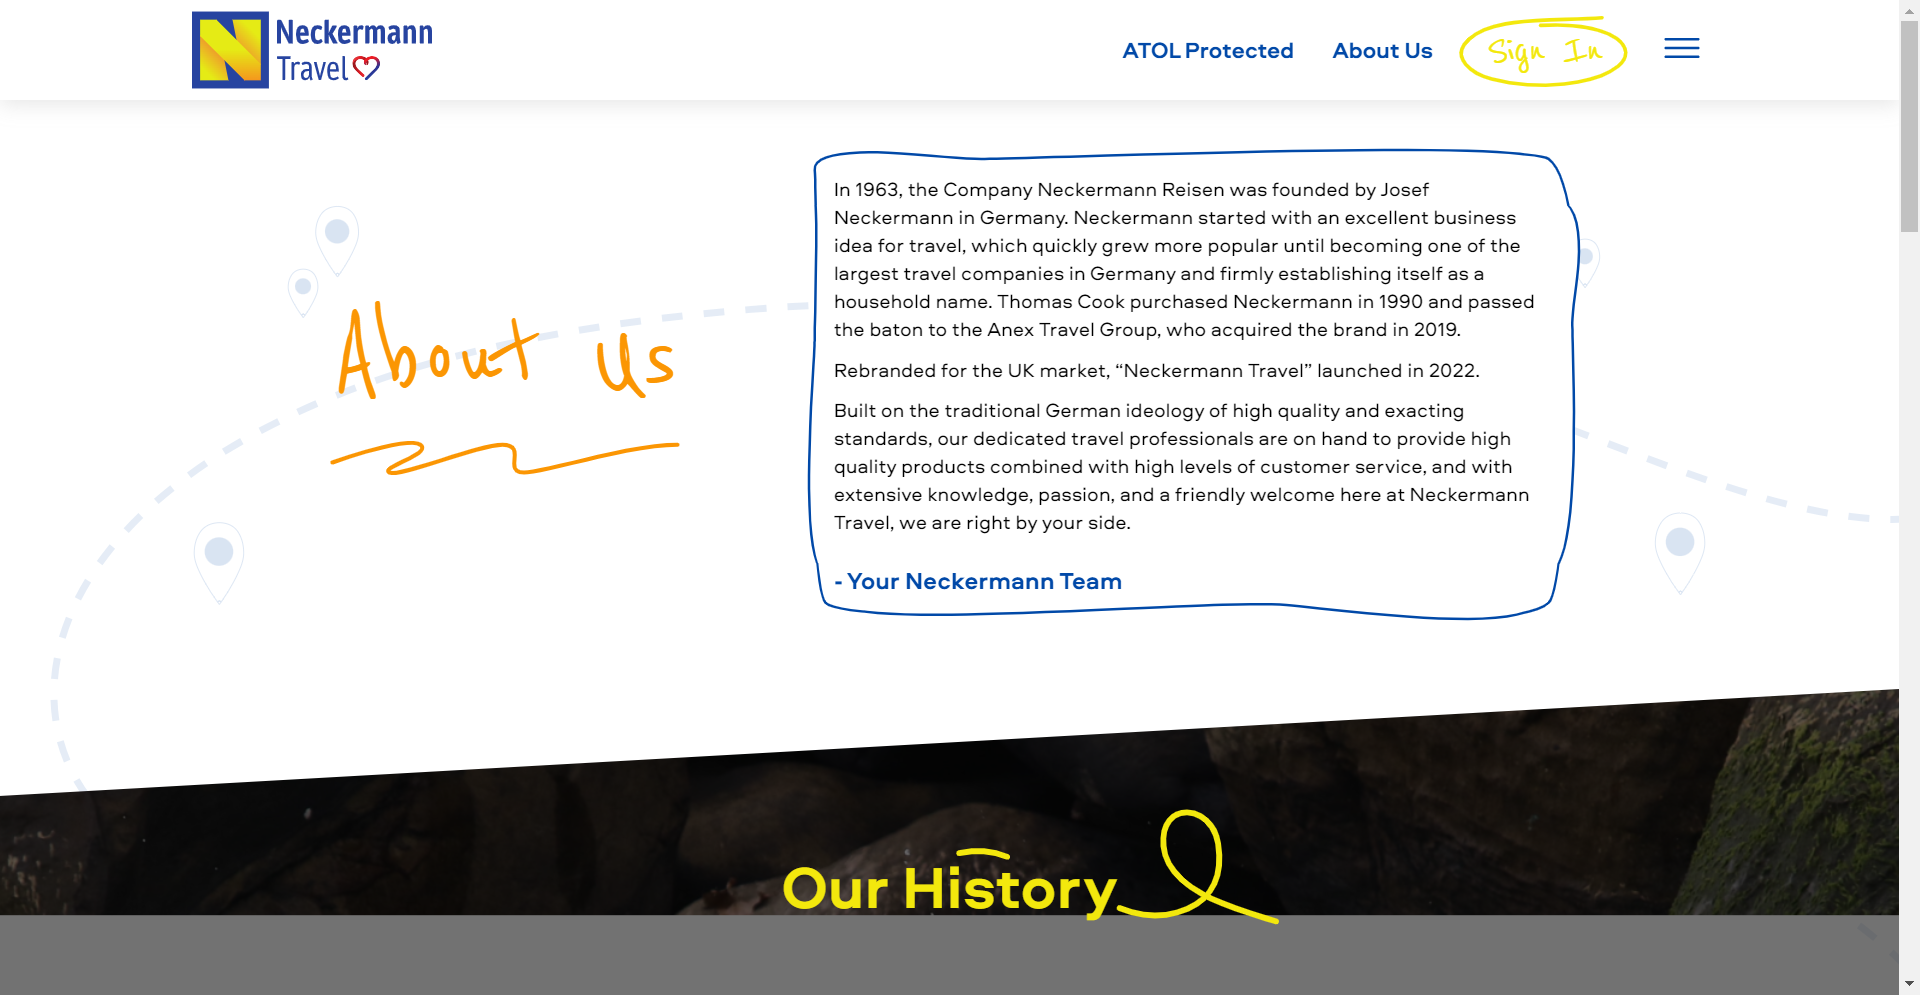 Neckermann
Travel
ATOL Protected
About Us
Sign In
About Us
In 1963, the Company Neckermann Reisen was founded by Josef
Neckermann in Germany. Neckermann started with an excellent business
idea for travel, which quickly grew more popular until becoming one of the
largest travel companies in Germany and firmly establishing itself as a
household name. Thomas Cook purchased Neckermann in 1990 and passed
the baton to the Anex Travel Group, who acquired the brand in 2019.
Rebranded for the UK market, “Neckermann Travel” launched in 2022.
Built on the traditional German ideology of high quality and exacting
standards, our dedicated travel professionals are on hand to provide high
quality products combined with high levels of customer service, and with
extensive knowledge, passion, and a friendly welcome here at Neckermann
Travel, we are right by your side.
- Your Neckermann Team
Our History